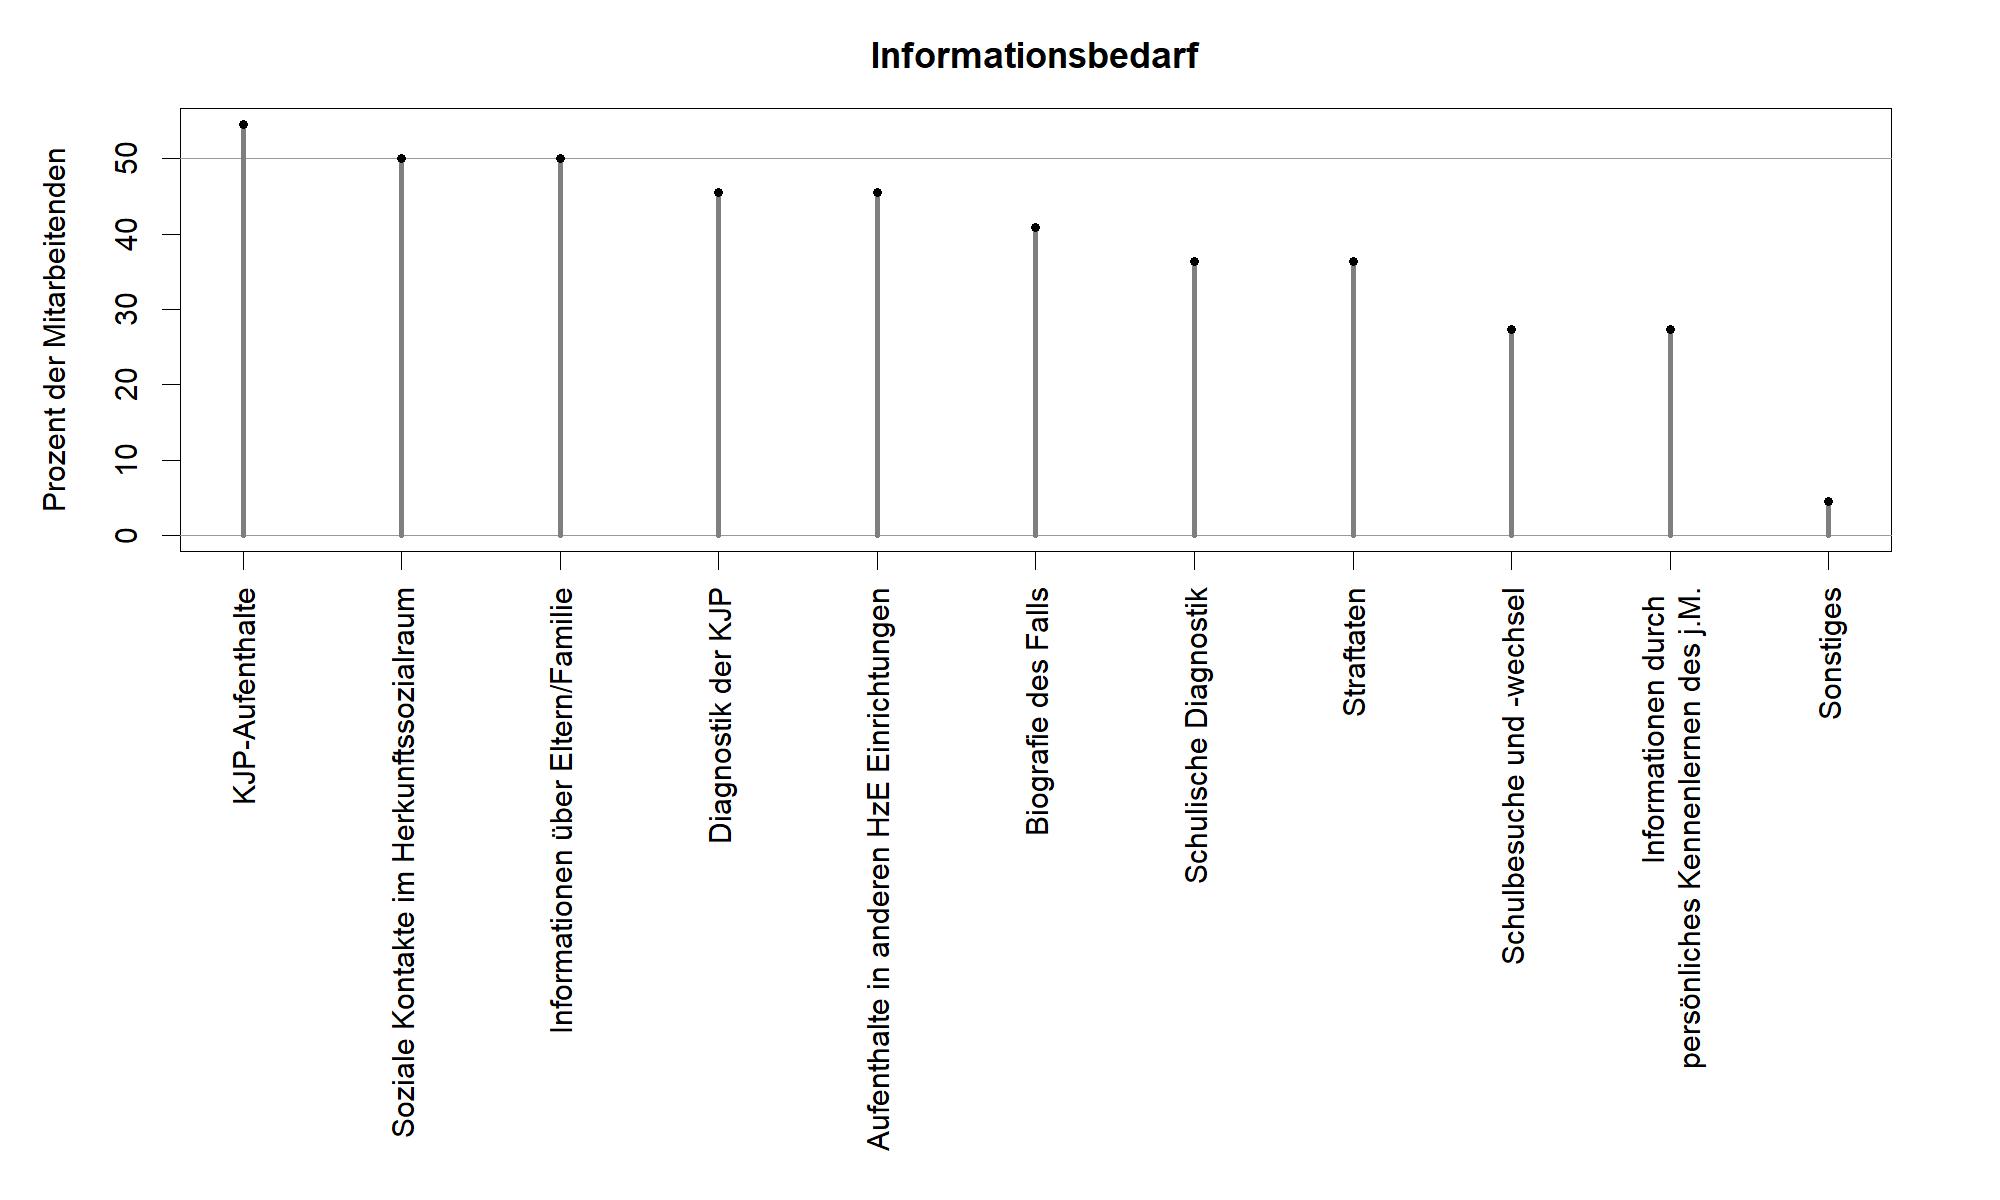 Informationsbedarf
Prozent der Mitarbeitenden
50
40
30
20
10
0
KJP-Aufenthalte
Soziale Kontakte im Herkunftssozialraum
Informationen über Eltern/Familie
Diagnostik der KJP
Aufenthalte in anderen HzE Einrichtungen
Biografie des Falls
Schulische Diagnostik
Straftaten
Schulbesuche und -wechsel
Informationen durch
persönliches Kennenlernen des j.M.
Sonstiges